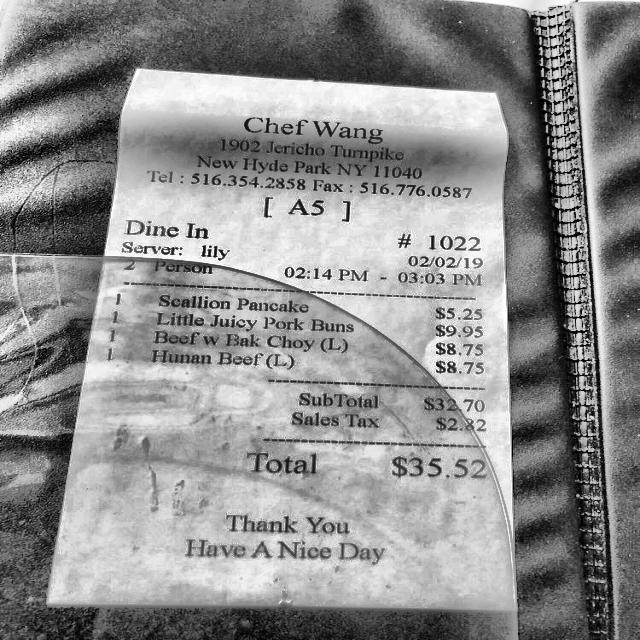 Chef Wang
1902 Jericho Turnpike
New Hyde Park NY 11040
Tel : 516.354.2858 Fax : 516.776.0587
[ A5 ]
Dine In # 1022
Server: lily 02/02/19
2 Person 02:14 PM - 03:03 PM
1 Scallion Pancake $5.25
1 Little Juicy Pork Buns $9.95
1 Beef w Bak Choy (L) $8.75
1 Hunan Beef (L) $8.75
SubTotal $32.70
Sales Tax $2.82
Total $35.52
Thank You
Have A Nice Day